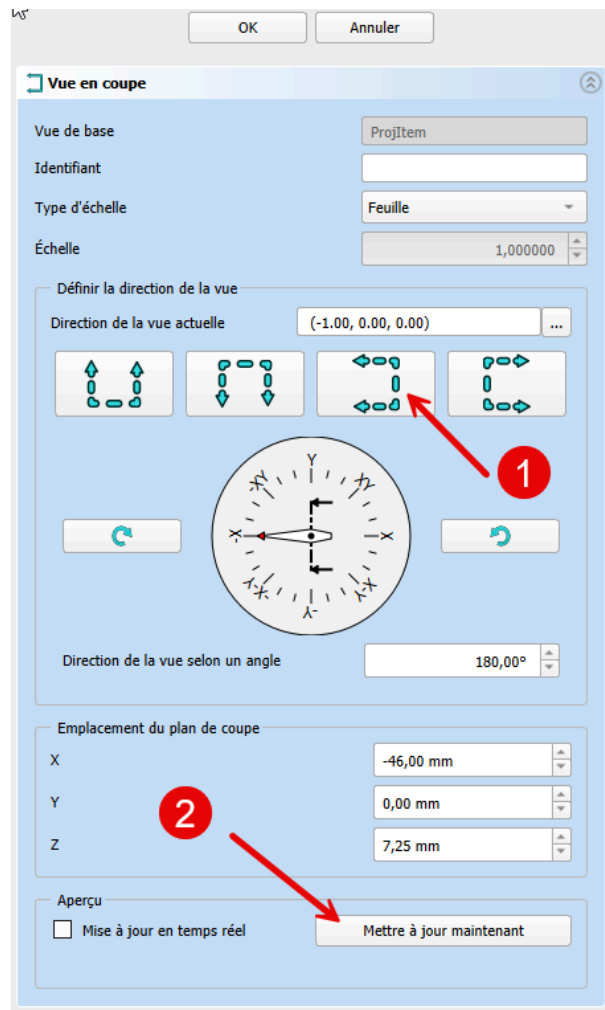 OK Annuler
Vue en coupe
Vue de base ProjItem
Identifiant
Type d'échelle Feuille
Échelle 1,000000
Définir la direction de la vue
Direction de la vue actuelle (-1.00, 0.00, 0.00) ...
1
Y
-XY XY
-X X
-X-Y X-Y
-Y
Direction de la vue selon un angle 180,00°
Emplacement du plan de coupe
X -46,00 mm
Y 0,00 mm
2
Z 7,25 mm
Aperçu
Mise à jour en temps réel Mettre à jour maintenant